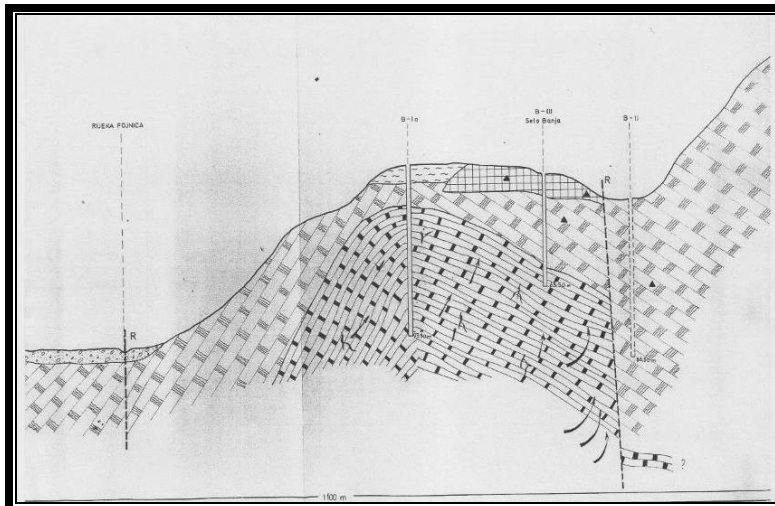 RIJEKA FOJNICA
B-Ia
B-III
Selo Banja
B-II
R
R
?
1100 m